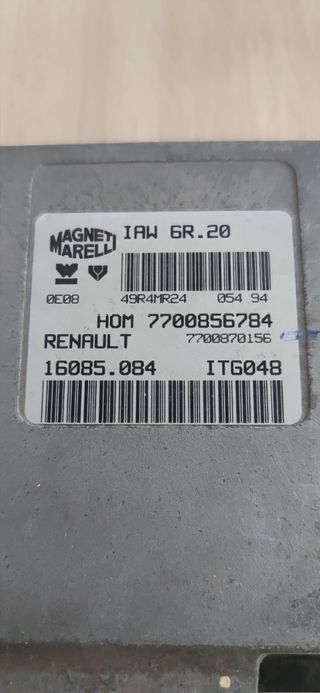 MAGNETI
MARELLI
IAW 6R.20
0E08 49R4MR24 054 94
HOM 7700856784
RENAULT 7700870156
16085.084 ITG048